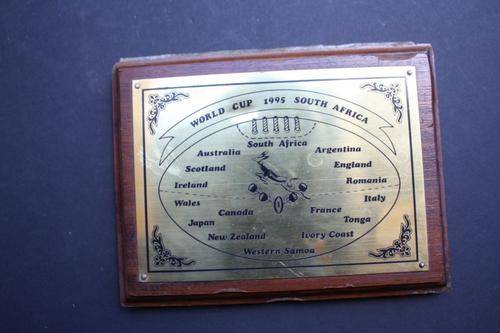 WORLD CUP 1995 SOUTH AFRICA
South Africa
Australia Argentina
Scotland England
Ireland Romania
Wales Italy
Canada France
Japan Tonga
New Zealand Ivory Coast
Western Samoa